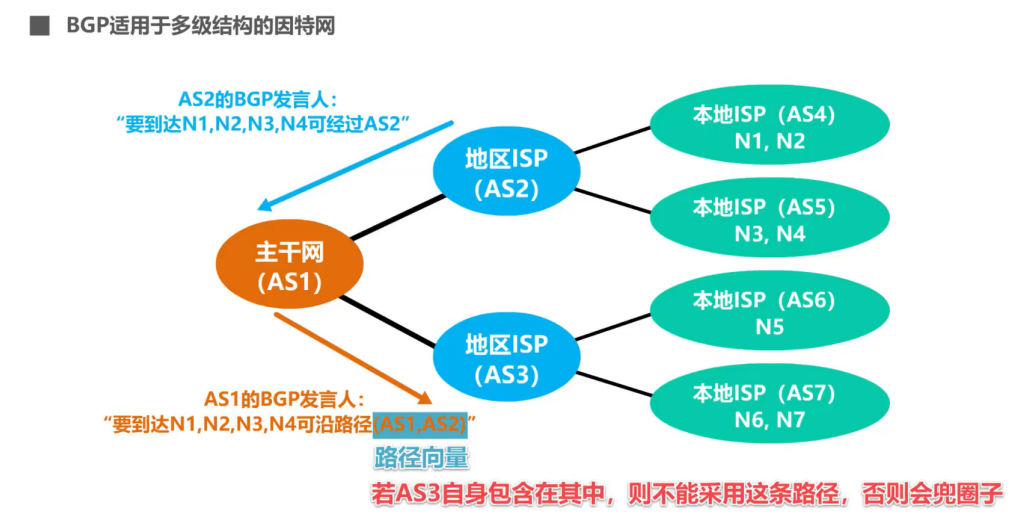 BGP适用于多级结构的因特网
AS2的BGP发言人：
“要到达N1,N2,N3,N4可经过AS2”
地区ISP
（AS2）
本地ISP（AS4）
N1, N2
本地ISP（AS5）
N3, N4
主干网
（AS1）
地区ISP
（AS3）
本地ISP（AS6）
N5
本地ISP（AS7）
N6, N7
AS1的BGP发言人：
“要到达N1,N2,N3,N4可沿路径(AS1,AS2)”
路径向量
若AS3自身包含在其中，则不能采用这条路径，否则会兜圈子